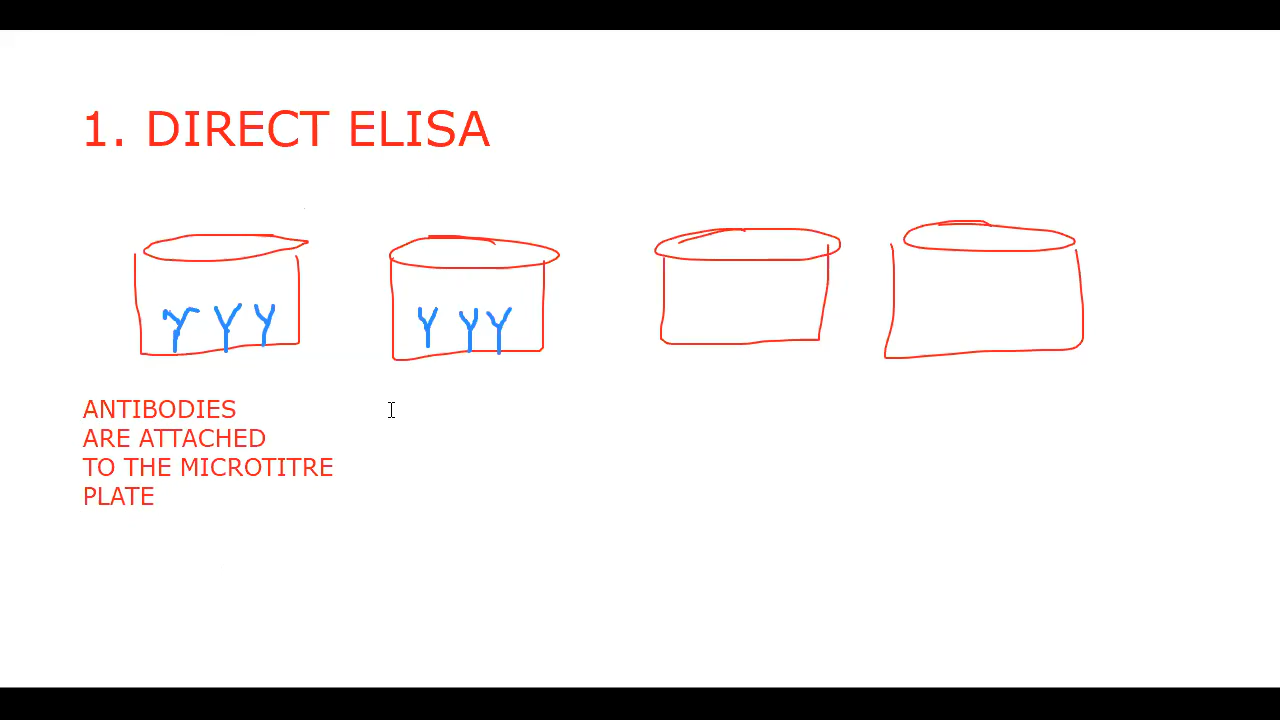 1. DIRECT ELISA
ANTIBODIES
ARE ATTACHED
TO THE MICROTITRE
PLATE